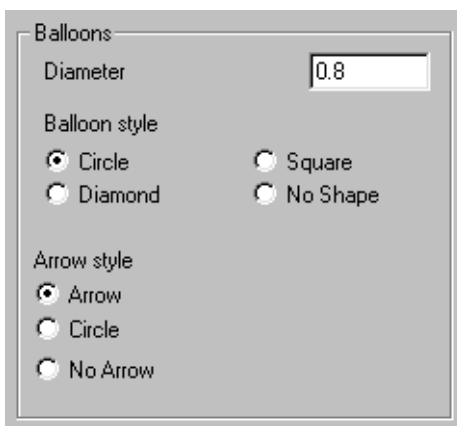 Balloons
Diameter 0.8
Balloon style
Circle Square
Diamond No Shape
Arrow style
Arrow
Circle
No Arrow